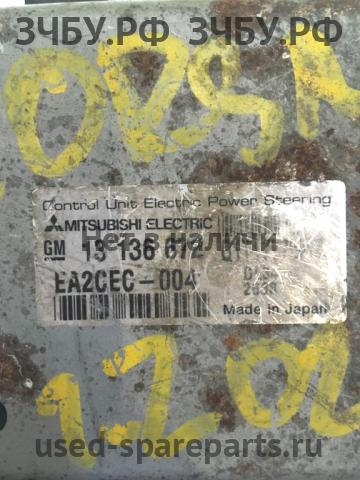 ЗЧБУ.РФ ЗЧБУ.РФ
CORSA
Control Unit Electric Power Steering
MITSUBISHI ELECTRIC
Нет в наличии
GM 13 136 672
EA2CEC-004
Made in Japan
used-spareparts.ru